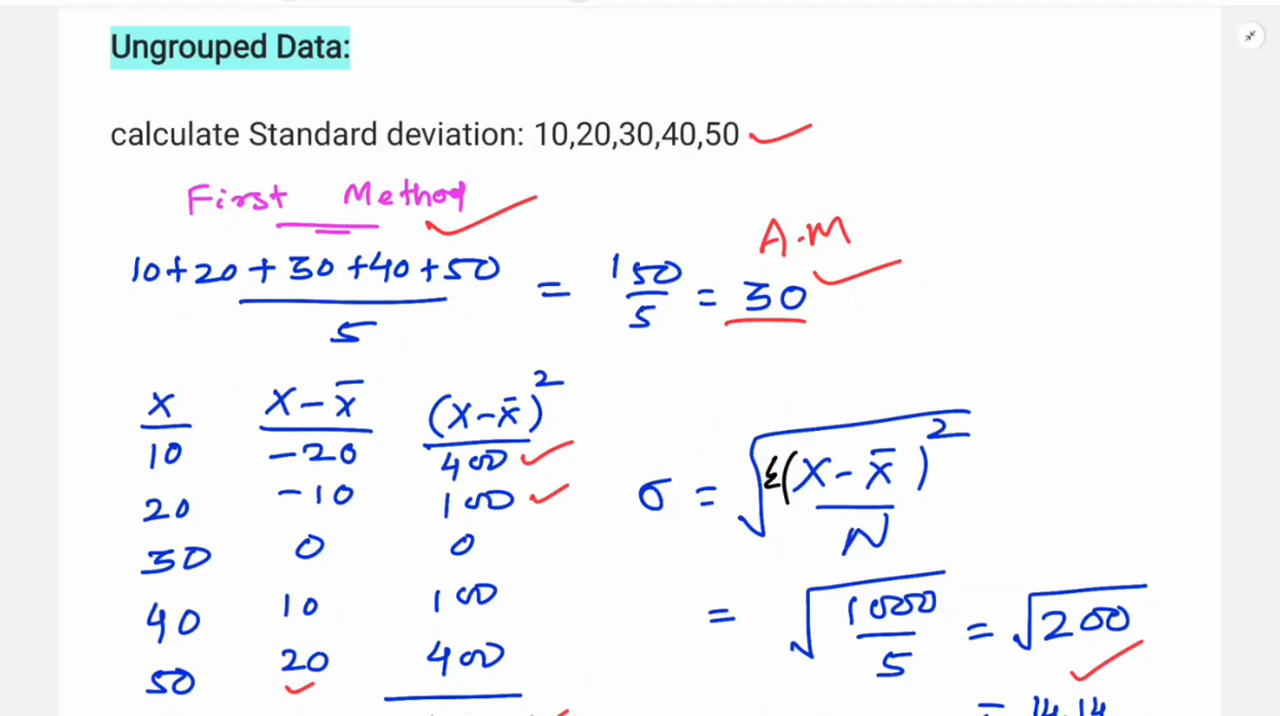 Ungrouped Data:
calculate Standard deviation: 10,20,30,40,50
First Method
A.M
10+20+30+40+50 / 5 = 150/5 = 30
x   x-x̄   (x-x̄)²
10   -20   400
20   -10   100
30   0   0
40   10   100
50   20   400
σ = √(Σ(x-x̄)²/N)
= √(1000/5) = √200
= 14.14